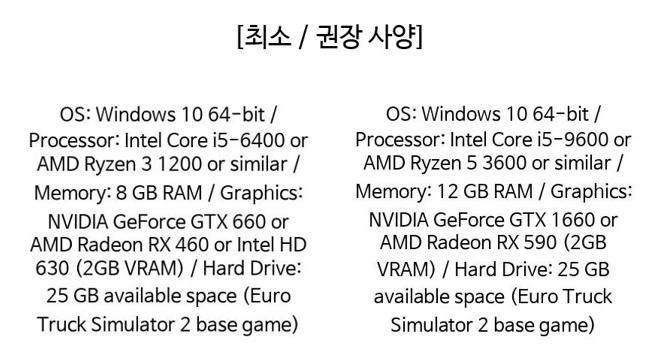 [최소 / 권장 사양]
OS: Windows 10 64-bit /
Processor: Intel Core i5-6400 or
AMD Ryzen 3 1200 or similar /
Memory: 8 GB RAM / Graphics:
NVIDIA GeForce GTX 660 or
AMD Radeon RX 460 or Intel HD
630 (2GB VRAM) / Hard Drive:
25 GB available space (Euro
Truck Simulator 2 base game)
OS: Windows 10 64-bit /
Processor: Intel Core i5-9600 or
AMD Ryzen 5 3600 or similar /
Memory: 12 GB RAM / Graphics:
NVIDIA GeForce GTX 1660 or
AMD Radeon RX 590 (2GB
VRAM) / Hard Drive: 25 GB
available space (Euro Truck
Simulator 2 base game)